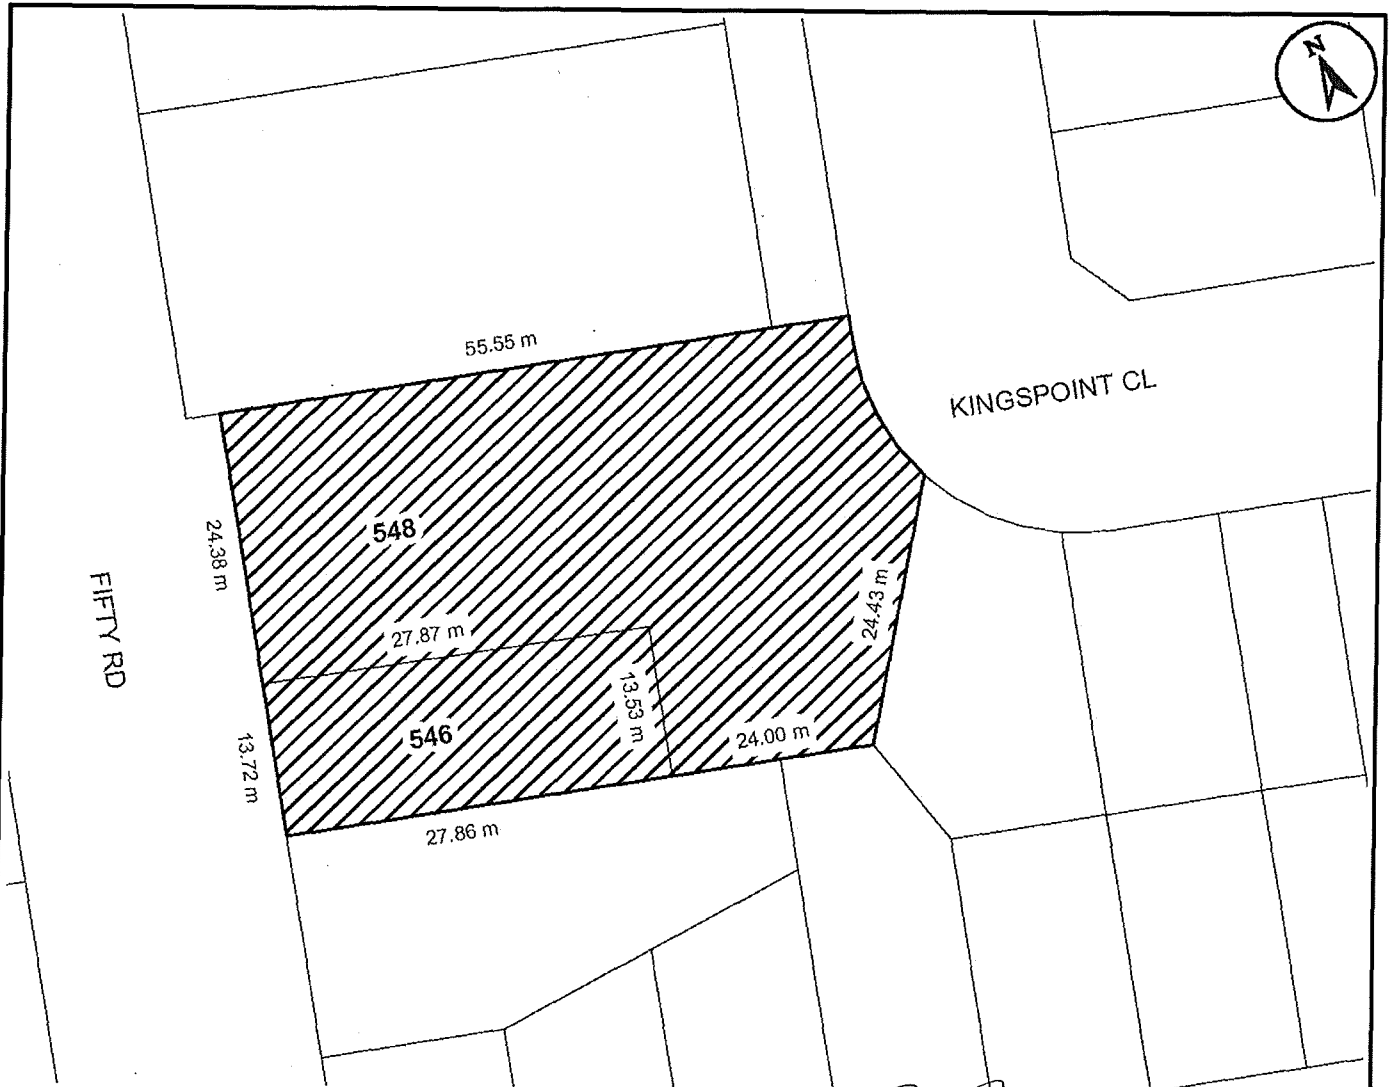 N
55.55 m
KINGSPOINT CL
548
24.38 m
FIFTY RD
27.87 m
24.43 m
13.53 m
546
24.00 m
13.72 m
27.86 m